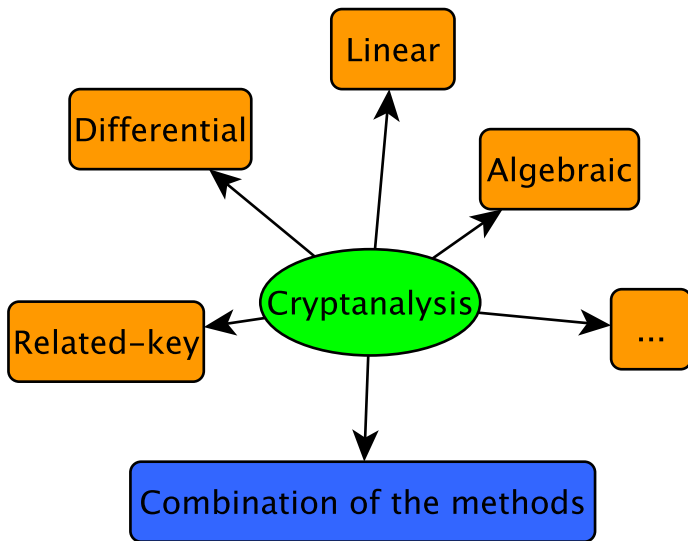 Linear
Differential
Algebraic
Cryptanalysis
Related-key
...
Combination of the methods